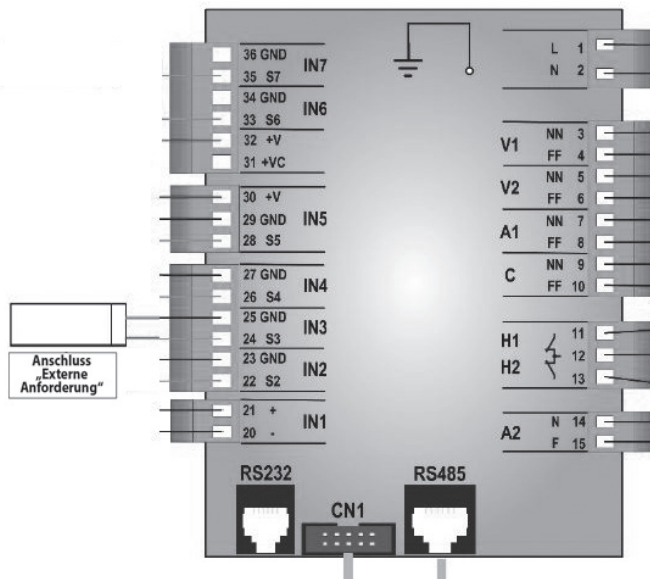 36 GND
35 S7
IN7
34 GND
33 S6
IN6
32 +V
31 +VC
30 +V
29 GND
28 S5
IN5
27 GND
26 S4
IN4
25 GND
24 S3
IN3
23 GND
22 S2
IN2
21 +
20 -
IN1
Anschluss
„Externe
Anforderung“
L 1
N 2
V1
NN 3
FF 4
V2
NN 5
FF 6
A1
NN 7
FF 8
C
NN 9
FF 10
H1
H2
11
12
13
A2
N 14
F 15
RS232
CN1
RS485